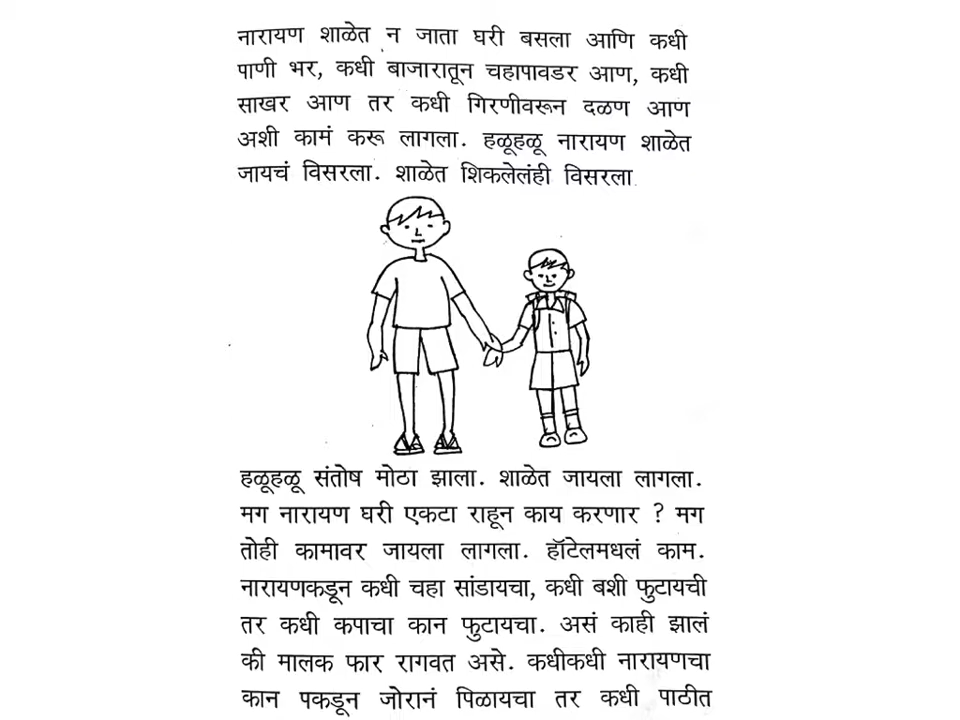 नारायण शाळेत न जाता घरी बसला आणि कधी
पाणी भर, कधी बाजारातून चहापावडर आण, कधी
साखर आण तर कधी गिरणीवरून दळण आण
अशी कामं करू लागला. हळूहळू नारायण शाळेत
जायचं विसरला. शाळेत शिकलेलंही विसरला
हळूहळू संतोष मोठा झाला. शाळेत जायला लागला.
मग नारायण घरी एकटा राहून काय करणार ? मग
तोही कामावर जायला लागला. हॉटेलमधलं काम.
नारायणकडून कधी चहा सांडायचा, कधी बशी फुटायची
तर कधी कपाचा कान फुटायचा. असं काही झालं
की मालक फार रागवत असे. कधीकधी नारायणचा
कान पकडून जोरानं पिळायचा तर कधी पाठीत